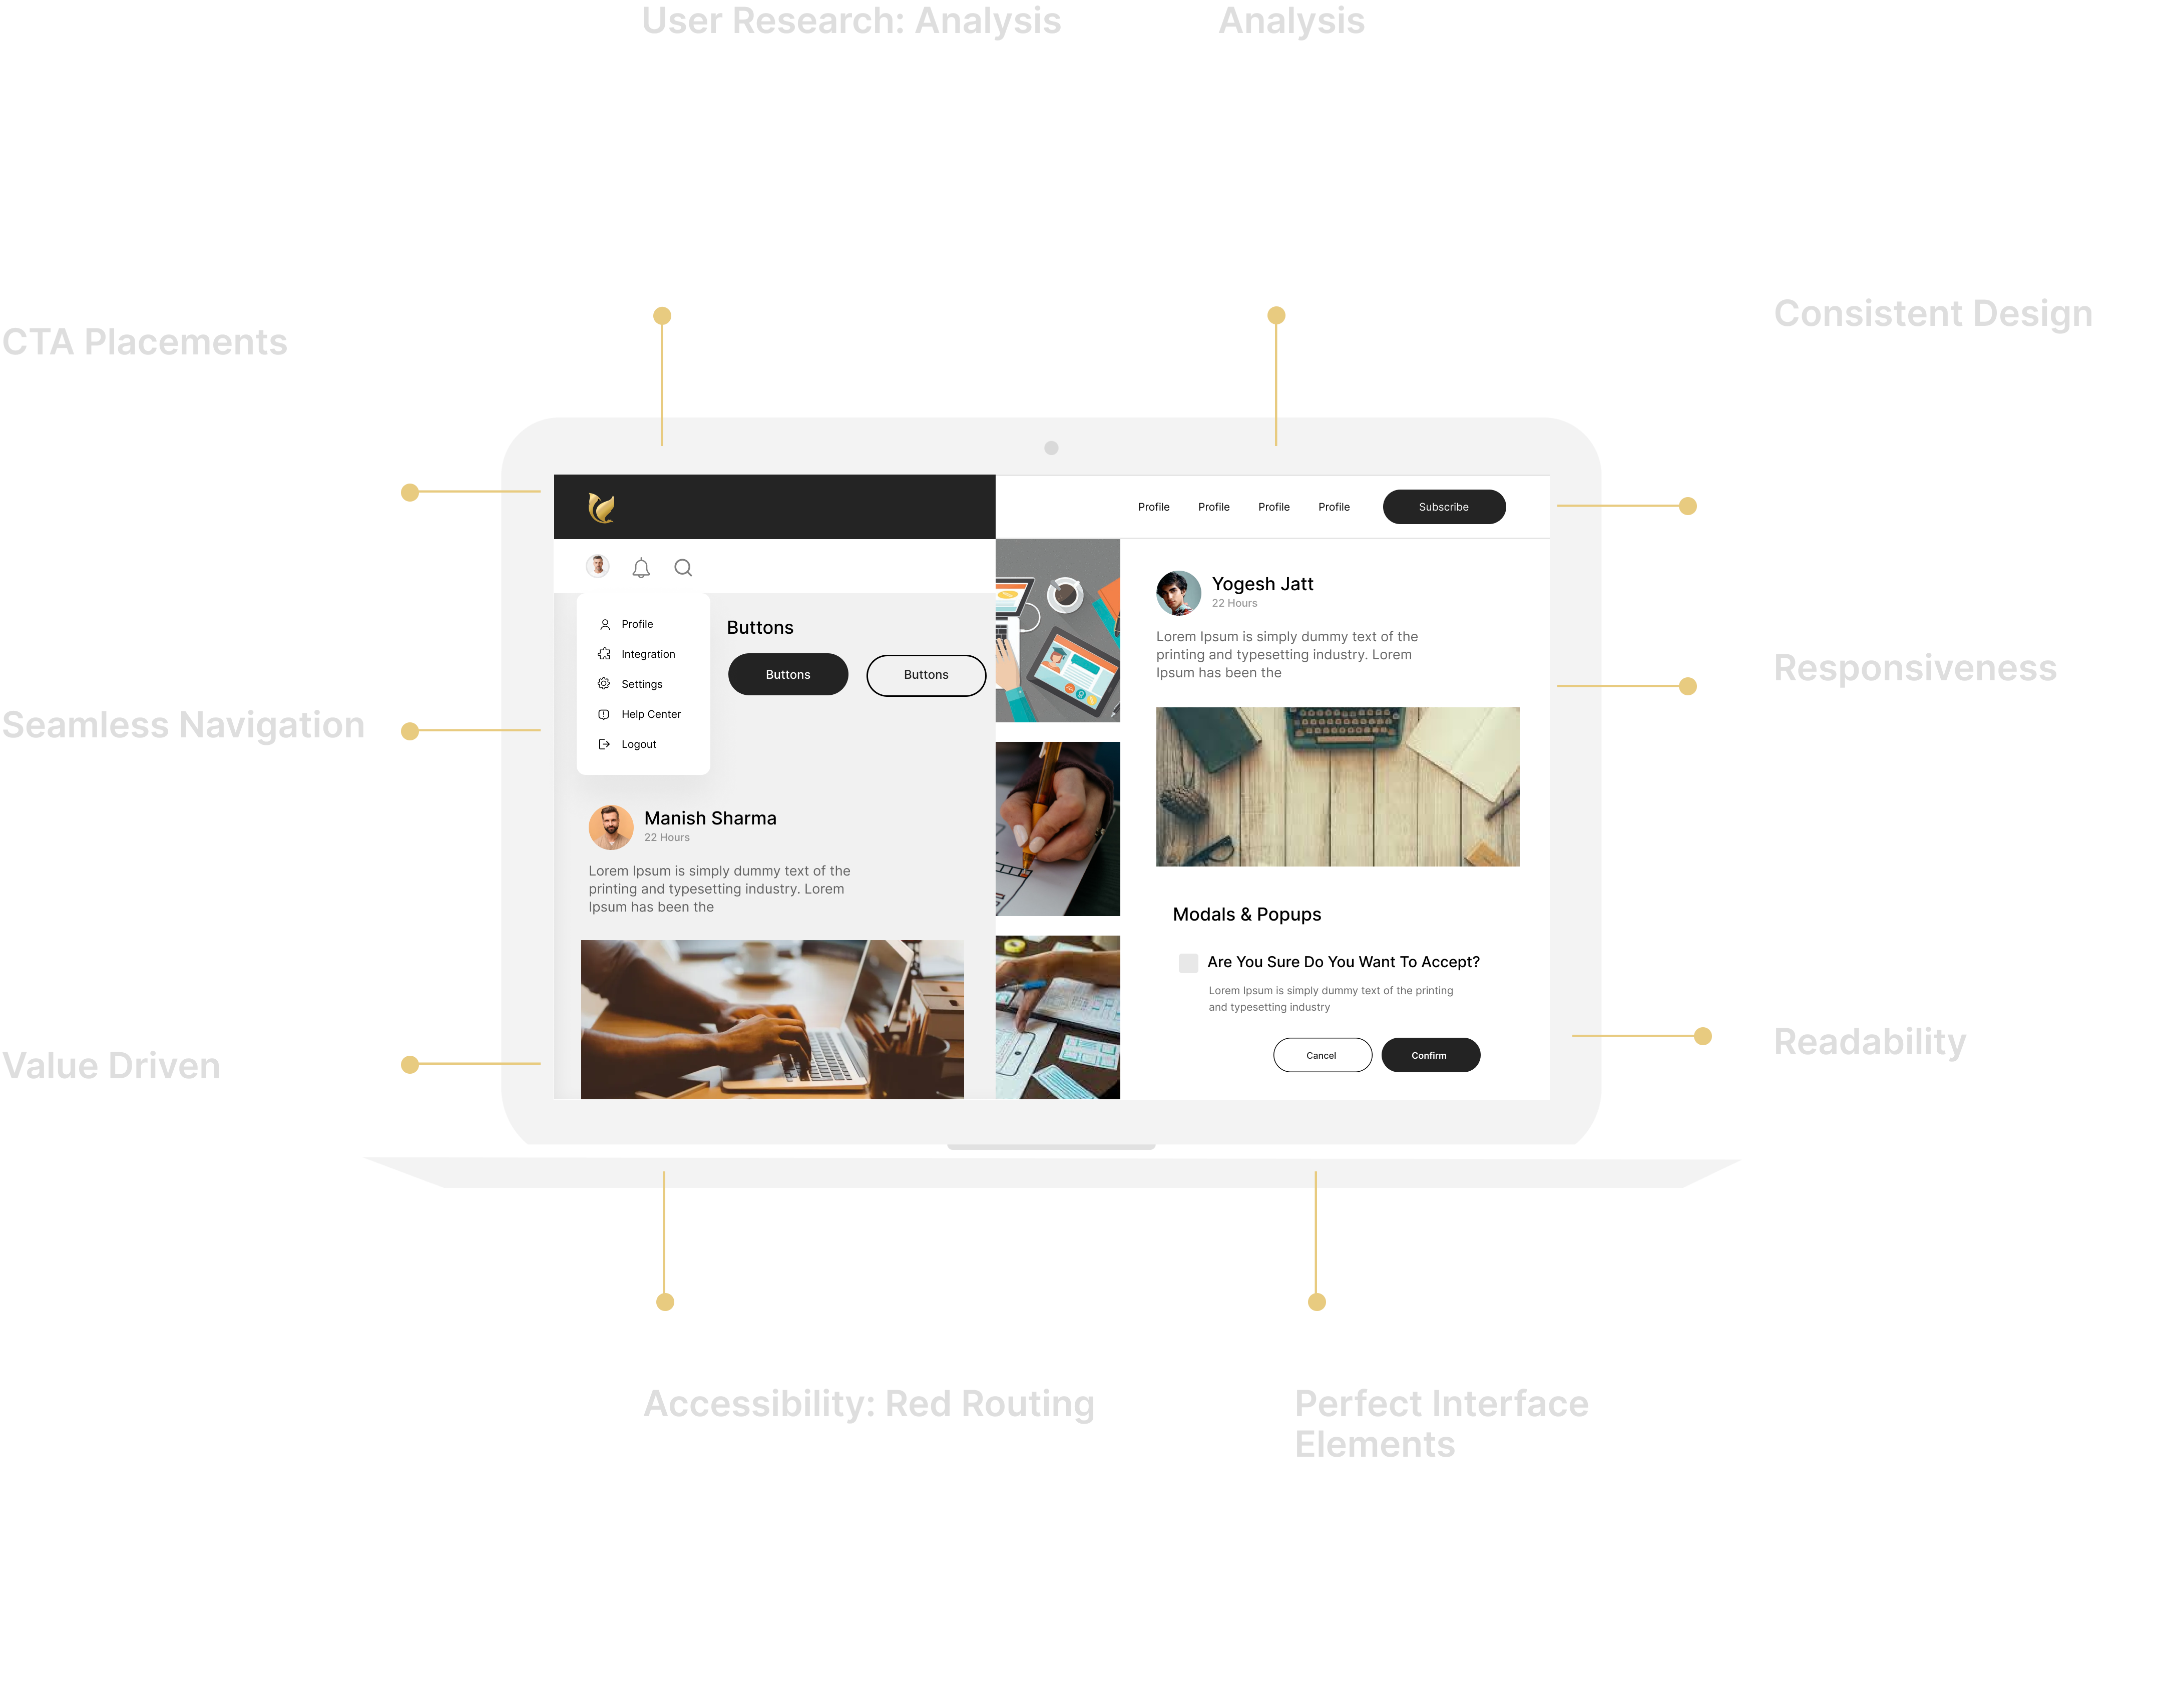 User Research: Analysis
Analysis
CTA Placements
Consistent Design
Seamless Navigation
Responsiveness
Value Driven
Readability
Profile
Profile
Profile
Profile
Subscribe
Profile
Integration
Settings
Help Center
Logout
Buttons
Buttons
Buttons
Manish Sharma
22 Hours
Lorem Ipsum is simply dummy text of the
printing and typesetting industry. Lorem
Ipsum has been the
Yogesh Jatt
22 Hours
Lorem Ipsum is simply dummy text of the
printing and typesetting industry. Lorem
Ipsum has been the
Modals & Popups
Are You Sure Do You Want To Accept?
Lorem Ipsum is simply dummy text of the printing
and typesetting industry
Cancel
Confirm
Accessibility: Red Routing
Perfect Interface
Elements